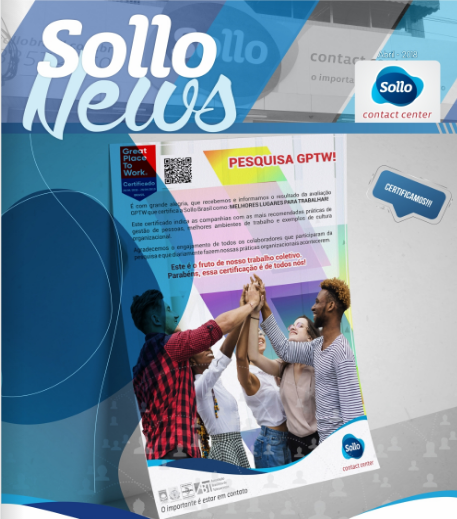 Sollo
News
Sollo
contact center
Great
Place
To
Work.
Certificado
PESQUISA GPTW!
É com grande alegria, que recebemos e informamos o resultado da avaliação
GPTW que certifica a Sollo Brasil como: MELHORES LUGARES PARA TRABALHAR!
Este certificado indica as companhias com as mais recomendadas práticas de
gestão de pessoas, melhores ambientes de trabalho e exemplos de cultura
organizacional.
Agradecemos o engajamento de todos os colaboradores que participaram da
pesquisa e que diariamente fazem nossas práticas organizacionais acontecerem.
Este é o fruto de nosso trabalho coletivo.
Parabéns, essa certificação é de todos nós!
CERTIFICAMOS!!!
Sollo
contact center
O importante é estar em contato